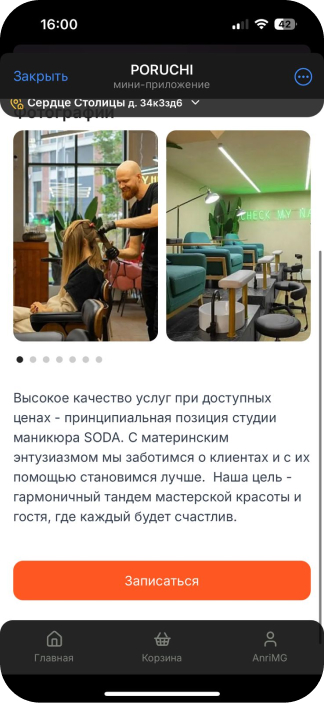 16:00
42
Закрыть
PORUCHI
мини-приложение
Сердце Столицы д. 34к3зд6
Фотографии
CHECK MY NA
Высокое качество услуг при доступных
ценах - принципиальная позиция студии
маникюра SODA. С материнским
энтузиазмом мы заботимся о клиентах и с их
помощью становимся лучше.  Наша цель -
гармоничный тандем мастерской красоты и
гостя, где каждый будет счастлив.
Записаться
Главная
Корзина
AnriMG